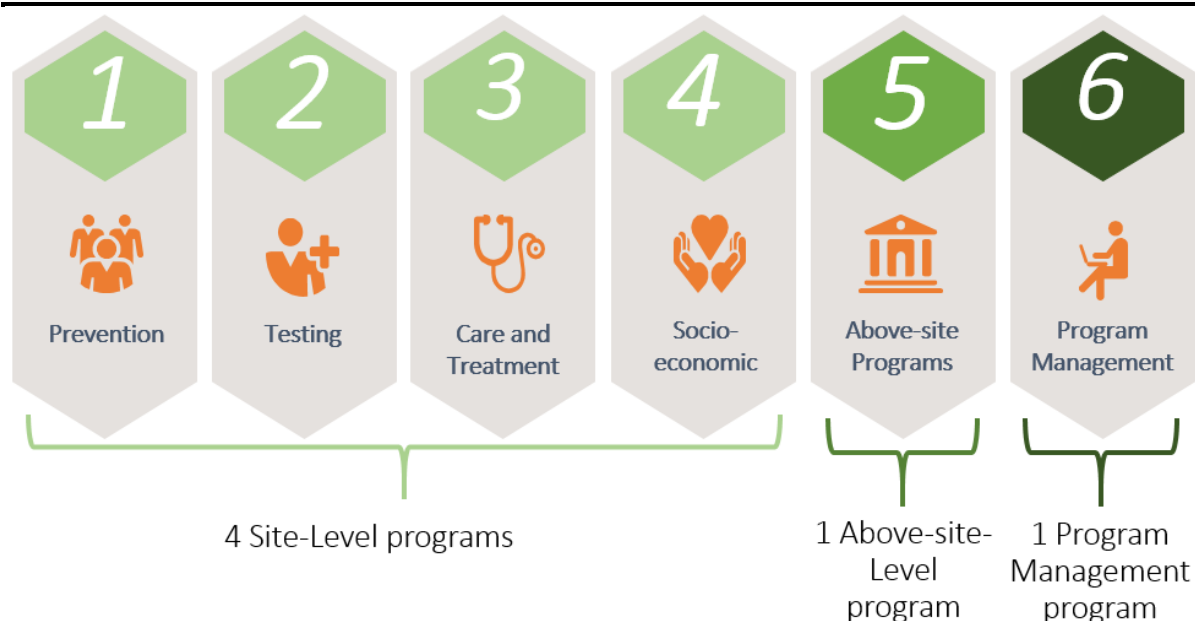 1
2
3
4
5
6
Prevention
Testing
Care and
Treatment
Socio-
economic
Above-site
Programs
Program
Management
4 Site-Level programs
1 Above-site-
Level
program
1 Program
Management
program